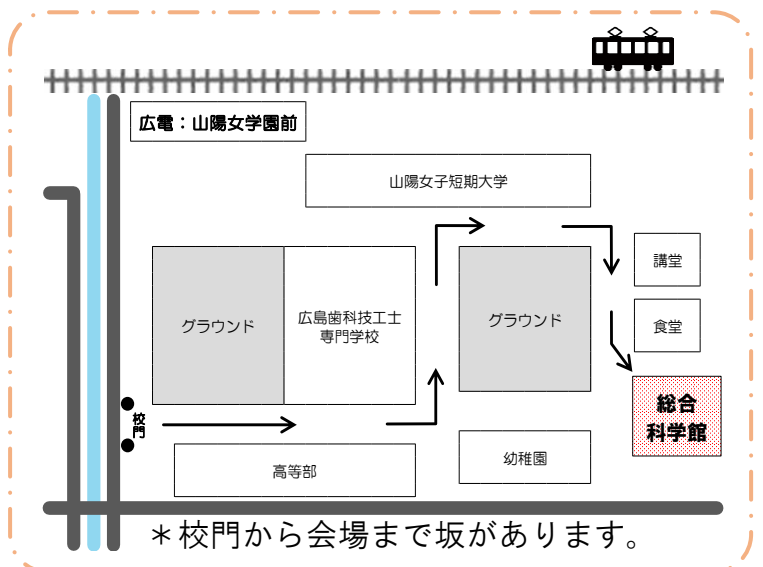 広電：山陽女学園前
山陽女子短期大学
講堂
グラウンド
広島歯科技工士
専門学校
グラウンド
食堂
総合
科学館
校門
高等部
幼稚園
＊校門から会場まで坂があります。